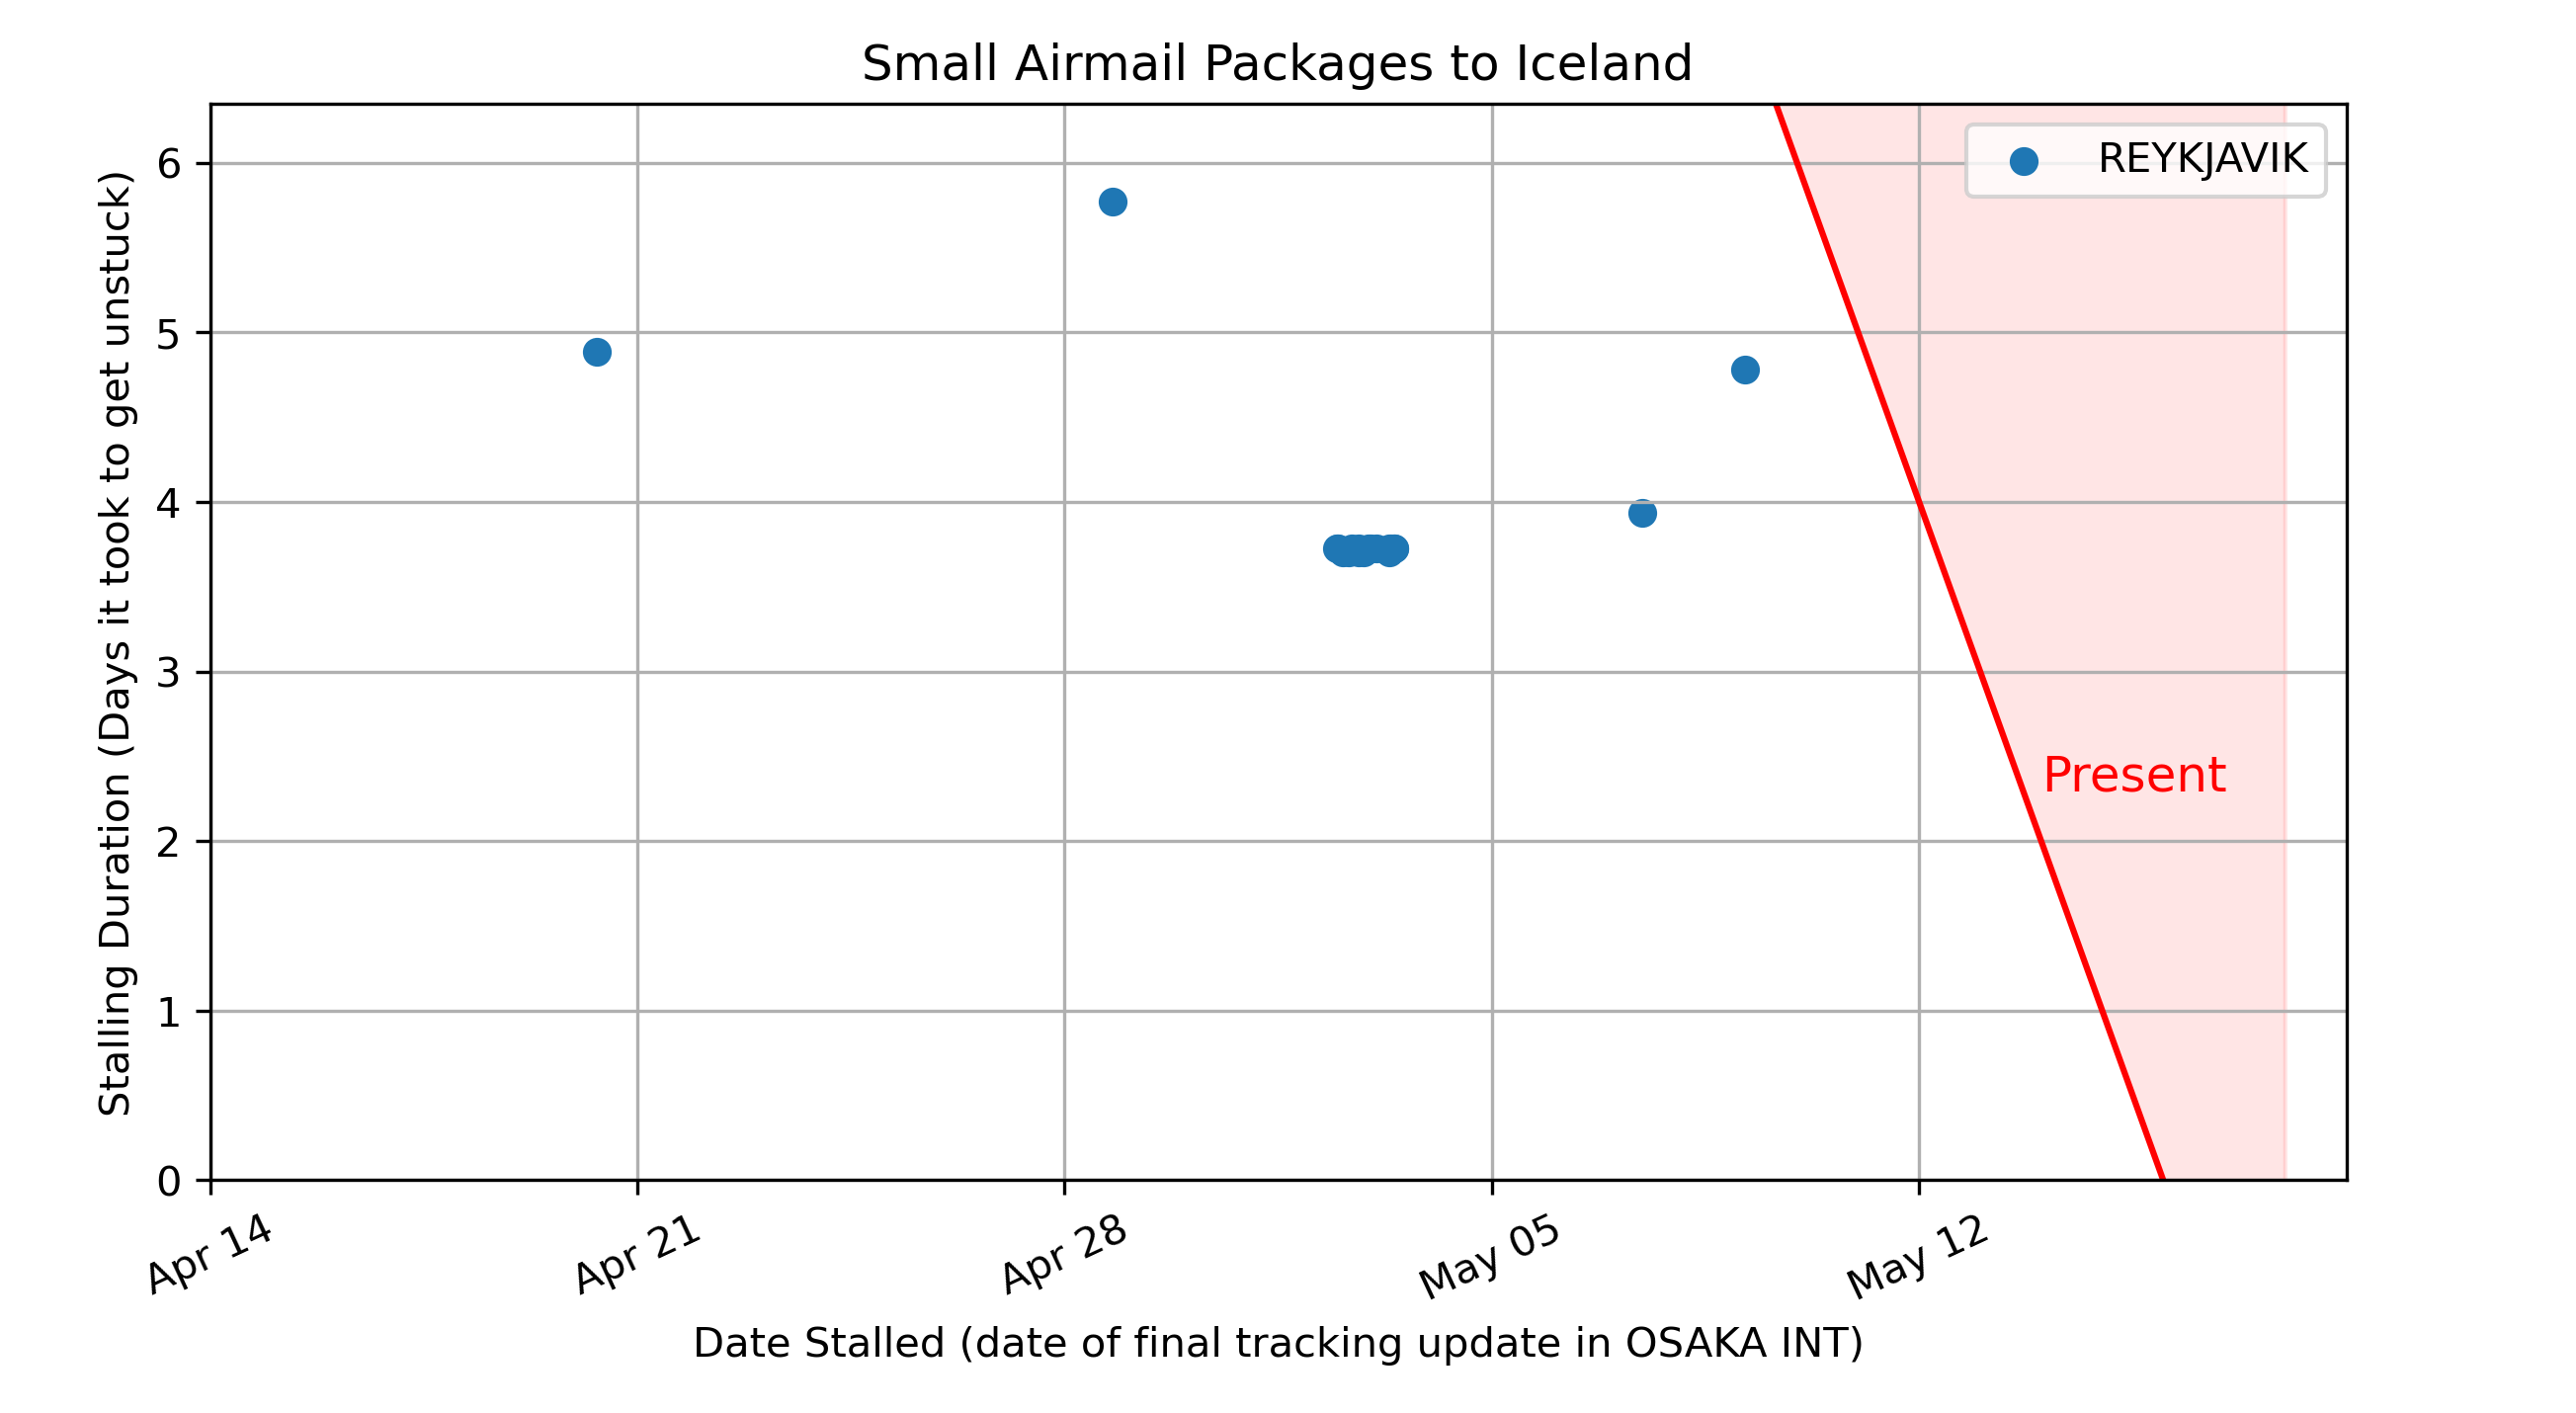 Small Airmail Packages to Iceland
REYKJAVIK
Stalling Duration (Days it took to get unstuck)
6
5
4
3
2
1
0
Present
Apr 14
Apr 21
Apr 28
May 05
May 12
Date Stalled (date of final tracking update in OSAKA INT)